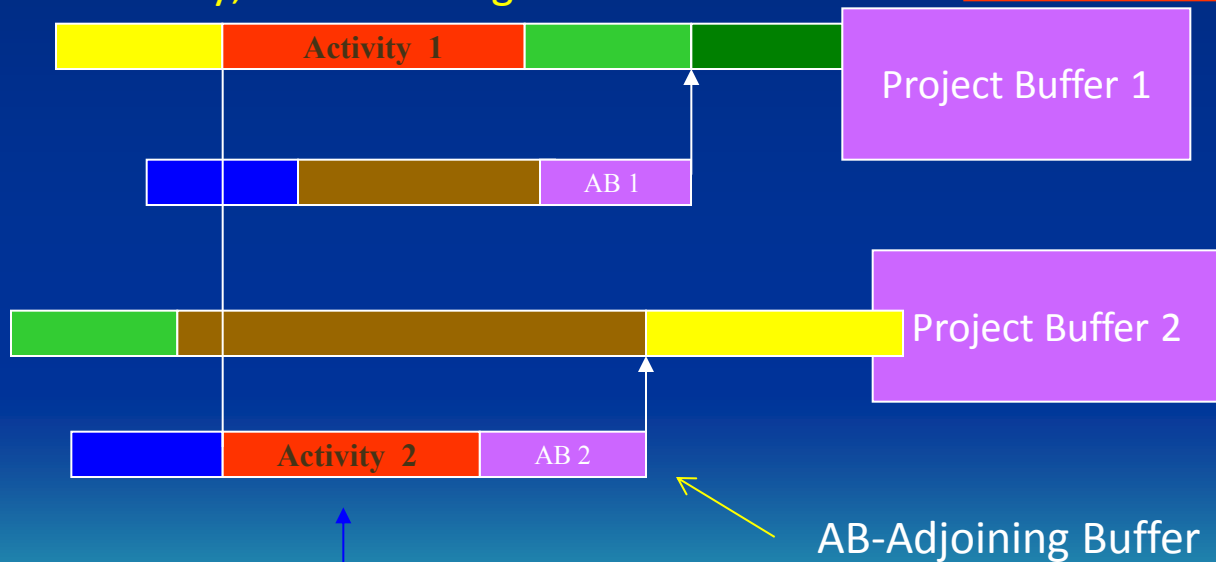 Activity 1
Project Buffer 1
AB 1
Project Buffer 2
Activity 2
AB 2
AB-Adjoining Buffer